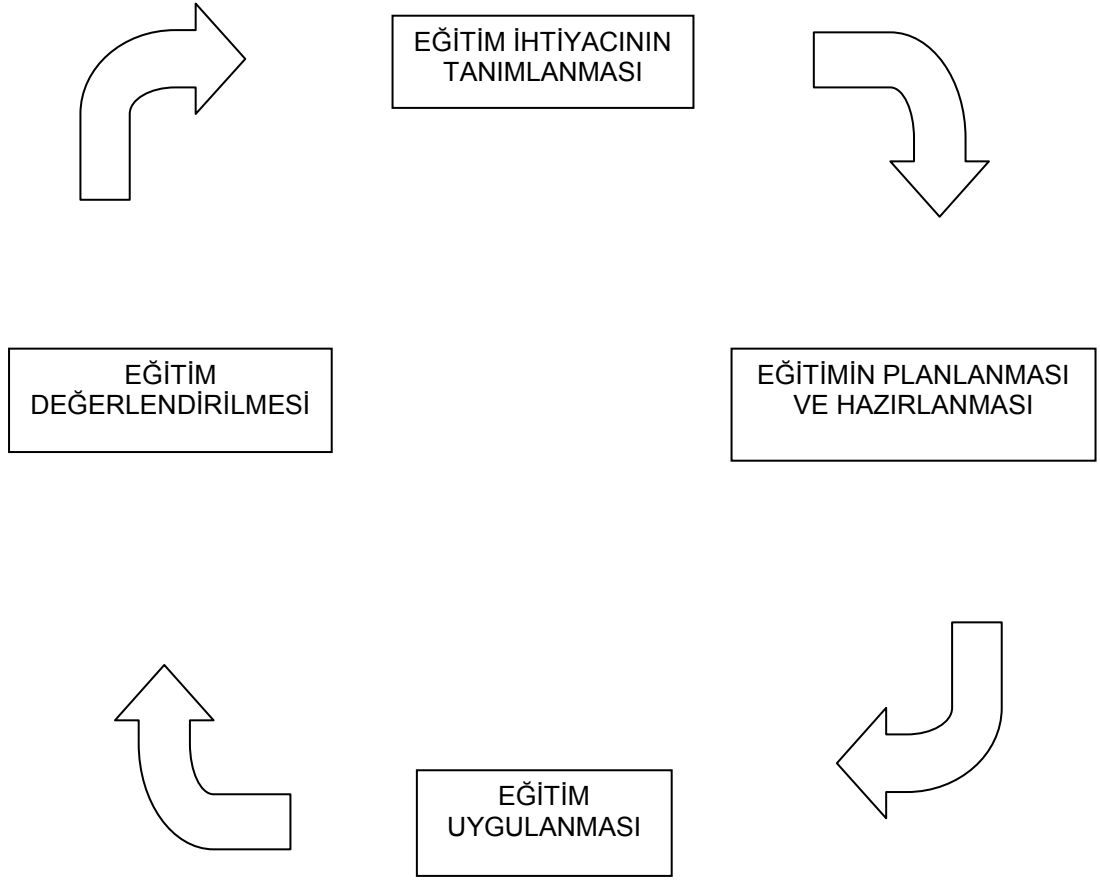 EĞİTİM İHTİYACININ
TANIMLANMASI
EĞİTİM
DEĞERLENDİRİLMESİ
EĞİTİMİN PLANLANMASI
VE HAZIRLANMASI
EĞİTİM
UYGULANMASI